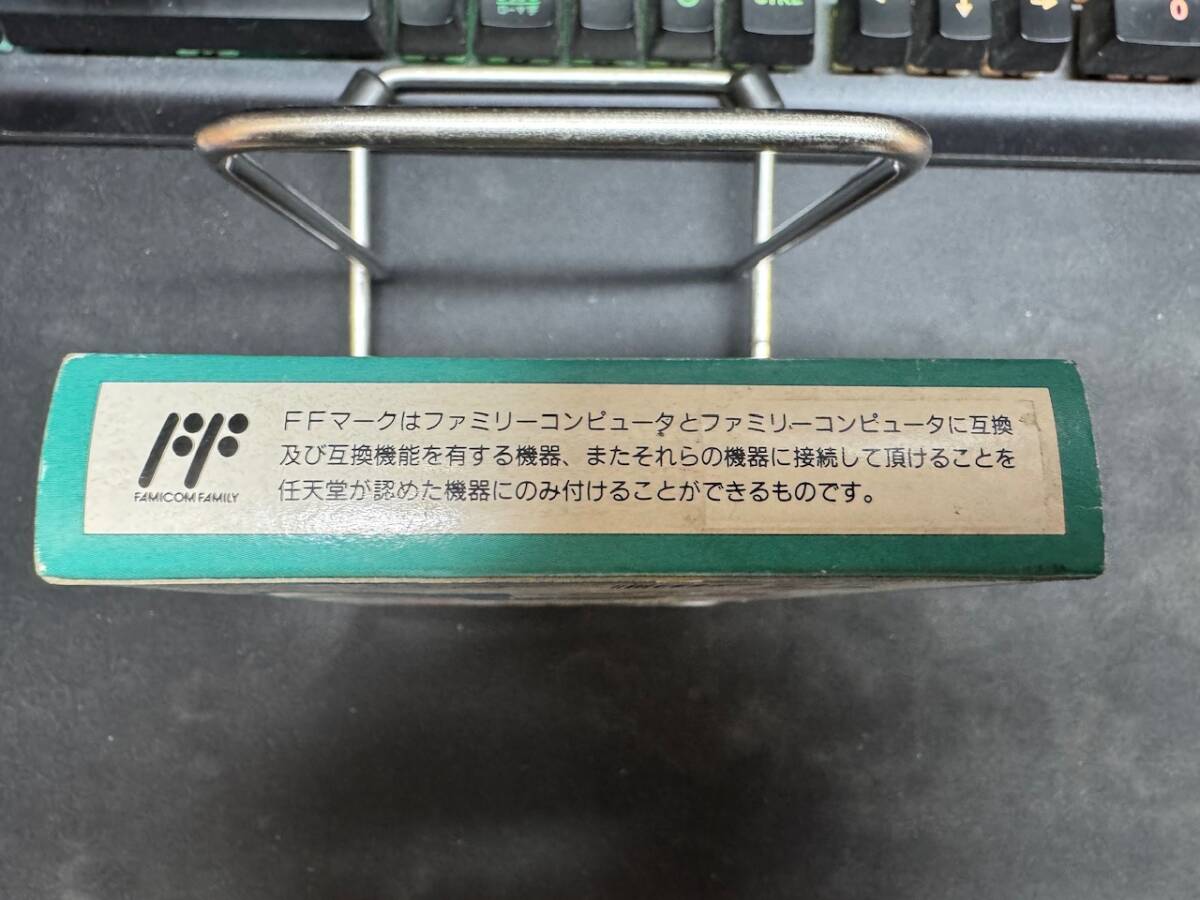 CTRL
0
FFマークはファミリーコンピュータとファミリーコンピュータに互換
及び互換機能を有する機器、またそれらの機器に接続して頂けることを
任天堂が認めた機器にのみ付けることができるものです。
FF
FAMICOM FAMILY